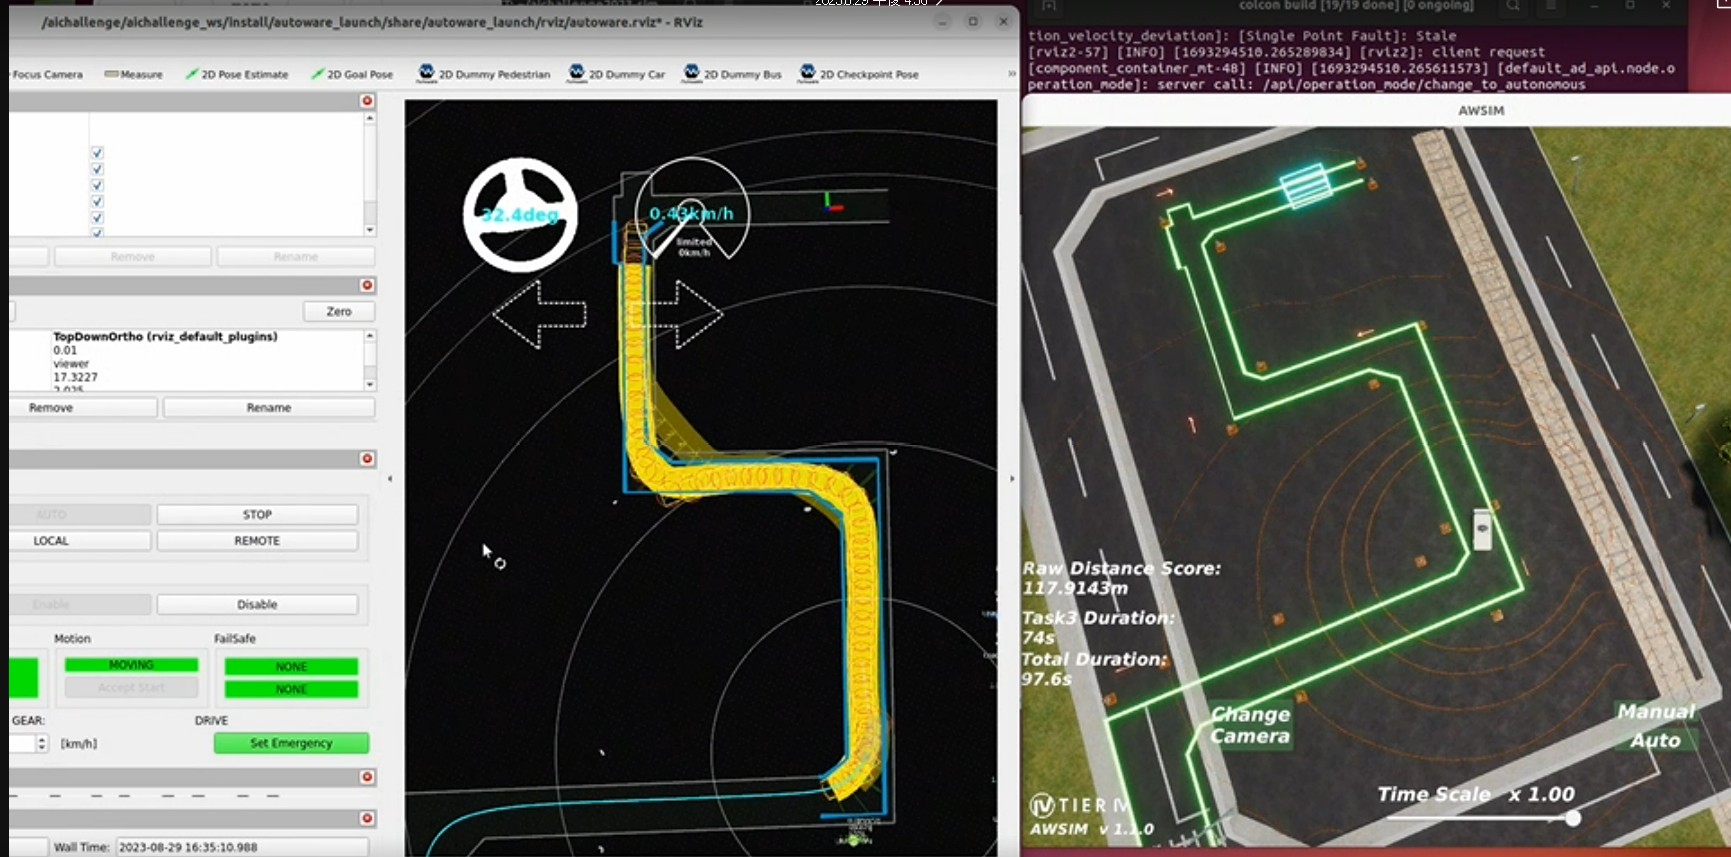 /aichallenge/aichallenge_ws/install/autoware_launch/share/autoware_launch/rviz/autoware.rviz* - RViz
Focus Camera
Measure
2D Pose Estimate
2D Goal Pose
2D Dummy Pedestrian
2D Dummy Car
2D Dummy Bus
2D Checkpoint Pose
Remove
Rename
Zero
TopDownOrtho (rviz_default_plugins)
0.01
viewer
17.3227
2.025
Remove
Rename
AUTO
STOP
LOCAL
REMOTE
Enable
Disable
Motion
FailSafe
MOVING
NONE
Accept Start
NONE
GEAR:
DRIVE
[km/h]
Set Emergency
Wall Time:
2023-08-29 16:35:10.988
32.4deg
0.43km/h
limited
0km/h
colcon build [19/19 done] [0 ongoing]
tion_velocity_deviation]: [Single Point Fault]: Stale
[rviz2-57] [INFO] [1693294510.265289834] [rviz2]: client request
[component_container_mt-48] [INFO] [1693294510.265611573] [default_ad_api.node.o
peration_mode]: server call: /api/operation_mode/change_to_autonomous
AWSIM
Raw Distance Score:
117.9143m
Task3 Duration:
74s
Total Duration:
97.6s
Change
Camera
Manual
Auto
Time Scale x 1.00
TIER IV
AWSIM v 1.1.0